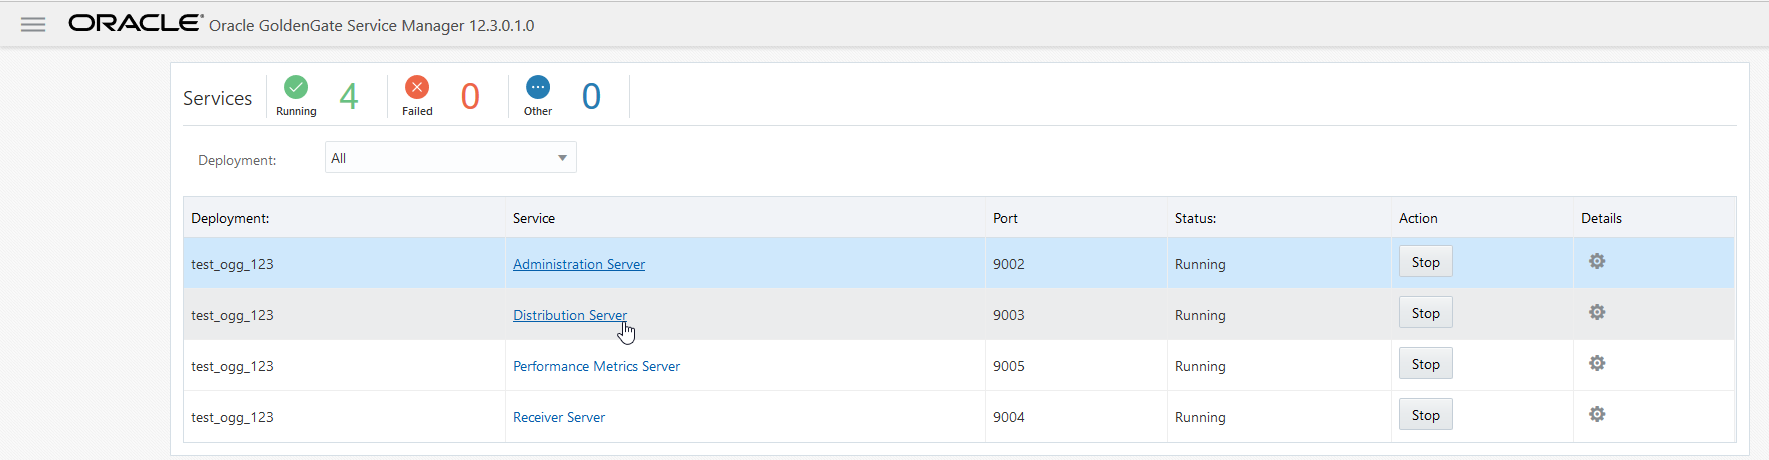 ORACLE® Oracle GoldenGate Service Manager 12.3.0.1.0
Services Running 4 Failed 0 Other 0
Deployment: All
Deployment: Service Port Status: Action Details
test_ogg_123 Administration Server 9002 Running Stop
test_ogg_123 Distribution Server 9003 Running Stop
test_ogg_123 Performance Metrics Server 9005 Running Stop
test_ogg_123 Receiver Server 9004 Running Stop